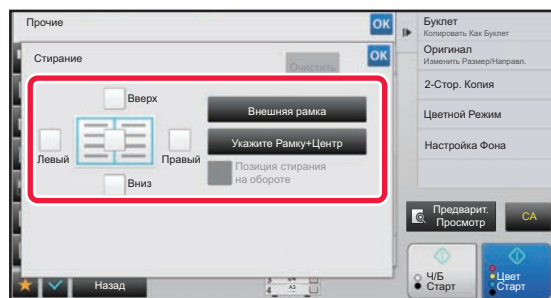 Прочие
OK
Стирание
OK
Очистить
Вверх
Левый
Правый
Вниз
Внешняя рамка
Укажите Рамку+Центр
Позиция стирания
на обороте
Назад
A3
4
Буклет
Копировать Как Буклет
Оригинал
Изменить Размер/Направл.
2-Стор. Копия
Цветной Режим
Настройка Фона
Предварит.
Просмотр
CA
Ч/Б
Старт
Цвет
Старт